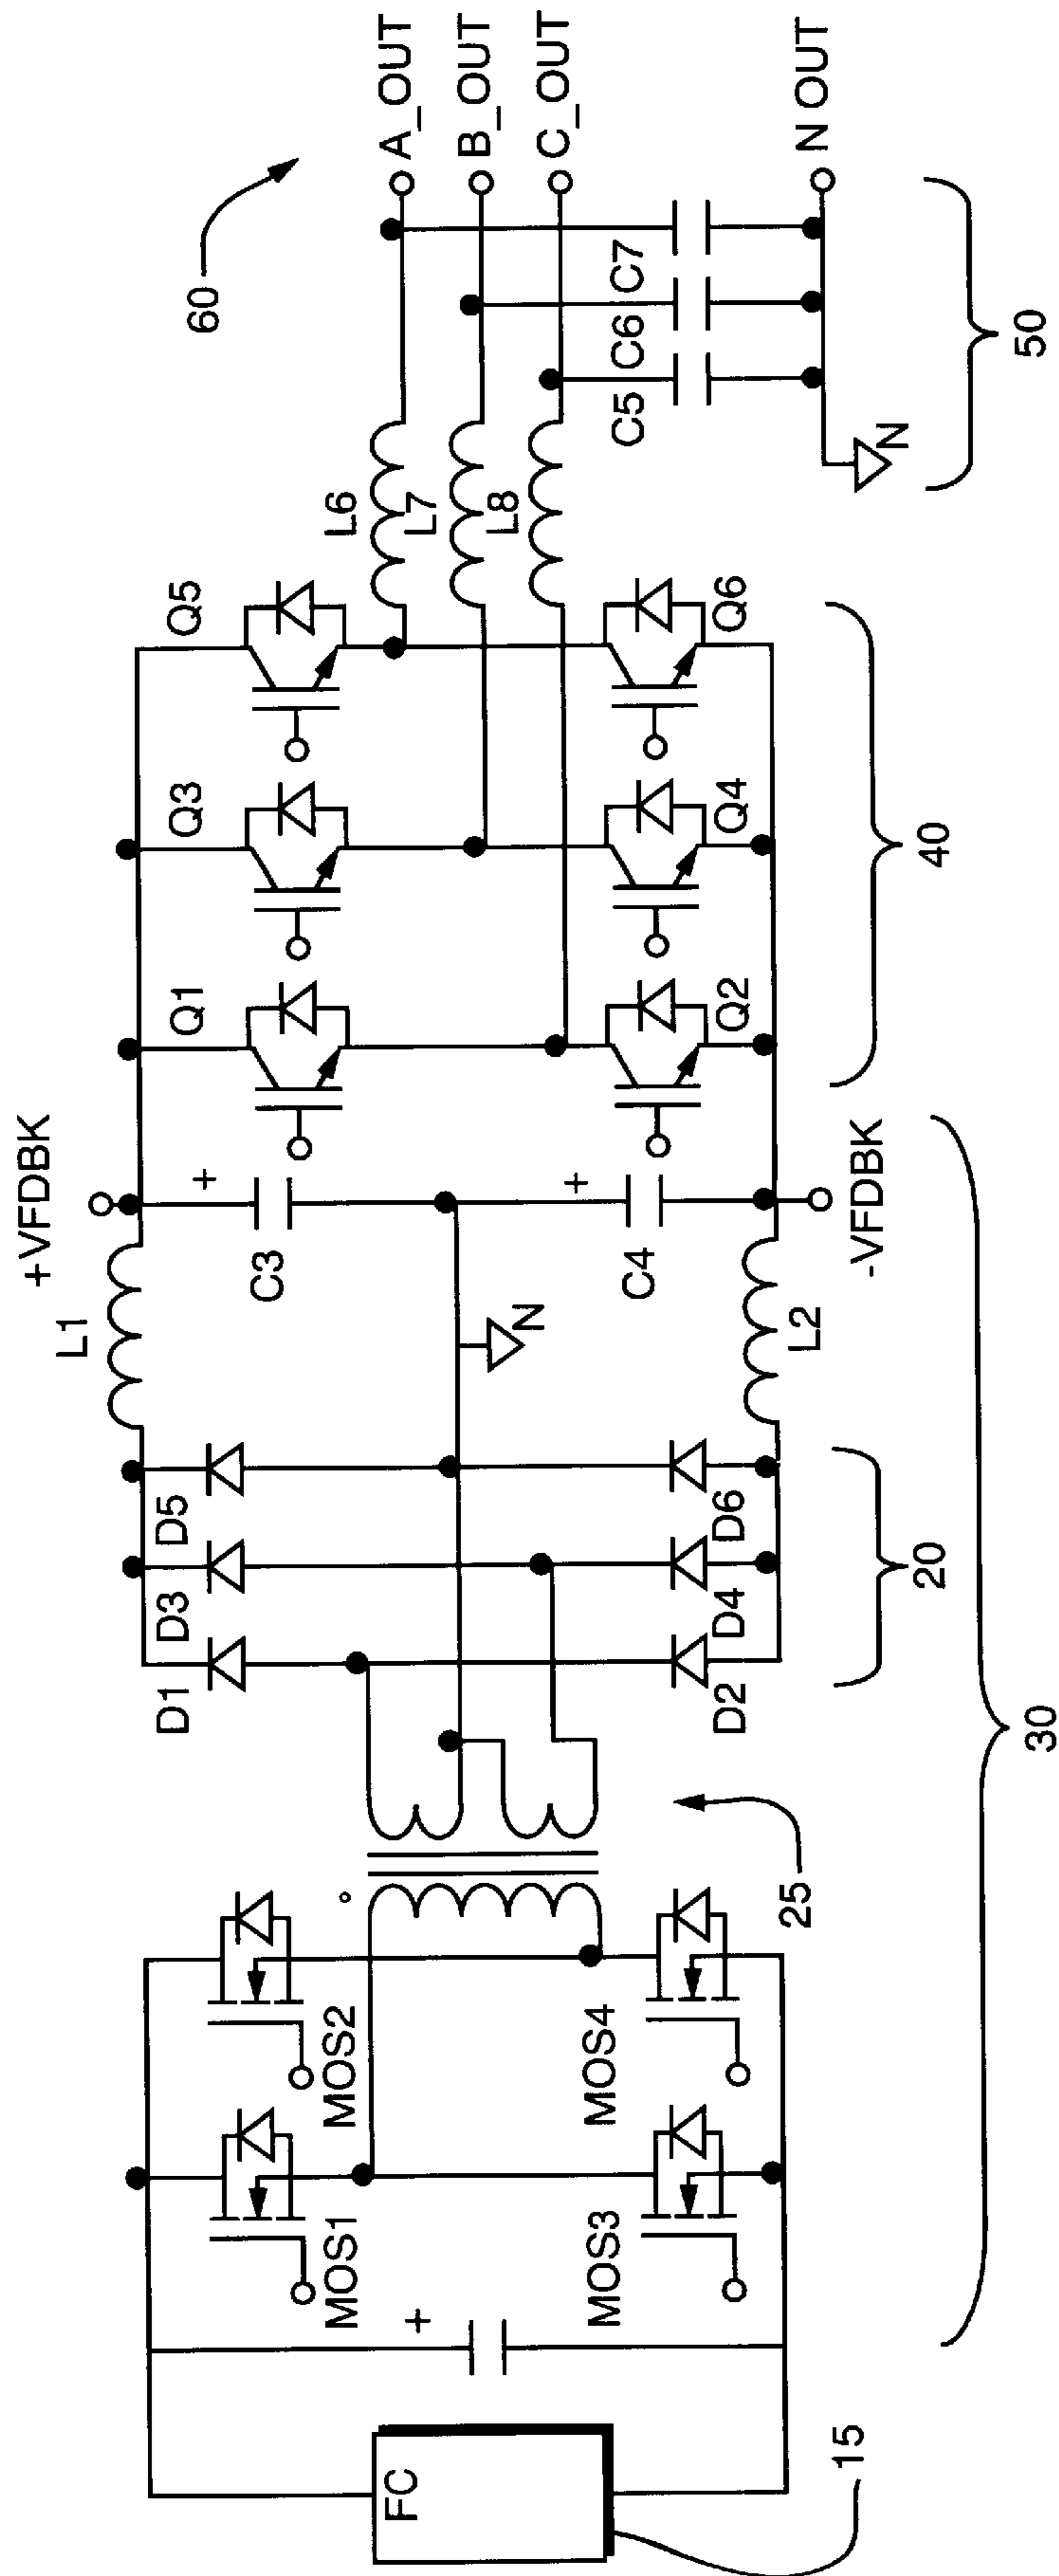 60
A_OUT
B_OUT
C_OUT
N OUT
L6
L7
L8
C5
C6
C7
N
50
Q5
Q3
Q1
Q6
Q4
Q2
40
+VFDBK
-VFDBK
+
C3
+
C4
N
L1
L2
D5
D3
D1
D6
D4
D2
20
30
25
MOS2
MOS1
MOS4
MOS3
+
FC
15